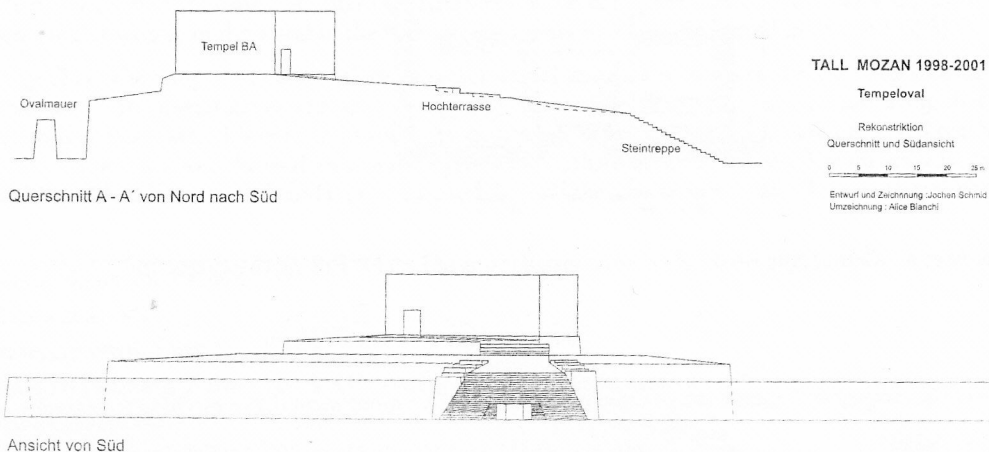 Tempel BA
Ovalmauer
Hochterrasse
Steintreppe
Querschnitt A - A´ von Nord nach Süd
TALL MOZAN 1998-2001
Tempeloval
Rekonstriktion
Querschnitt und Südansicht
0 5 10 15 20 25 m
Entwurf und Zeichnnung :Jochen Schmid
Umzeichnung : Alice Bianchi
Ansicht von Süd